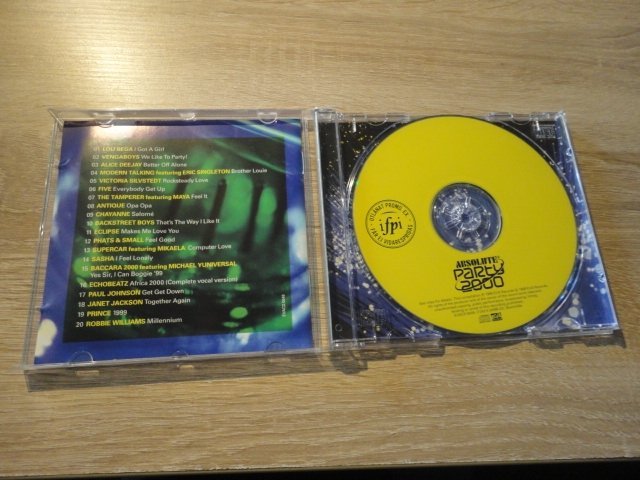 01 LOU BEGA I Got A Girl
02 VENGABOYS We Like To Party!
03 ALICE DEEJAY Better Off Alone
04 MODERN TALKING featuring ERIC SINGLETON Brother Louie
05 VICTORIA SILVSTEDT Rocksteady Love
06 FIVE Everybody Get Up
07 THE TAMPERER featuring MAYA Feel It
08 ANTIQUE Opa Opa
09 CHAYANNE Salomé
10 BACKSTREET BOYS That's The Way I Like It
11 ECLIPSE Makes Me Love You
12 PHATS & SMALL Feel Good
13 SUPERCAR featuring MIKAELA Computer Love
14 SASHA I Feel Lonely
15 BACCARA 2000 featuring MICHAEL YUNIVERSAL
Yes Sir, I Can Boogie '99
16 ECHOBEATZ Africa 2000 (Complete vocal version)
17 PAUL JOHNSON Get Get Down
18 JANET JACKSON Together Again
19 PRINCE 1999
20 ROBBIE WILLIAMS Millennium
ifpi
ABSOLUTE!
PARTY
2000